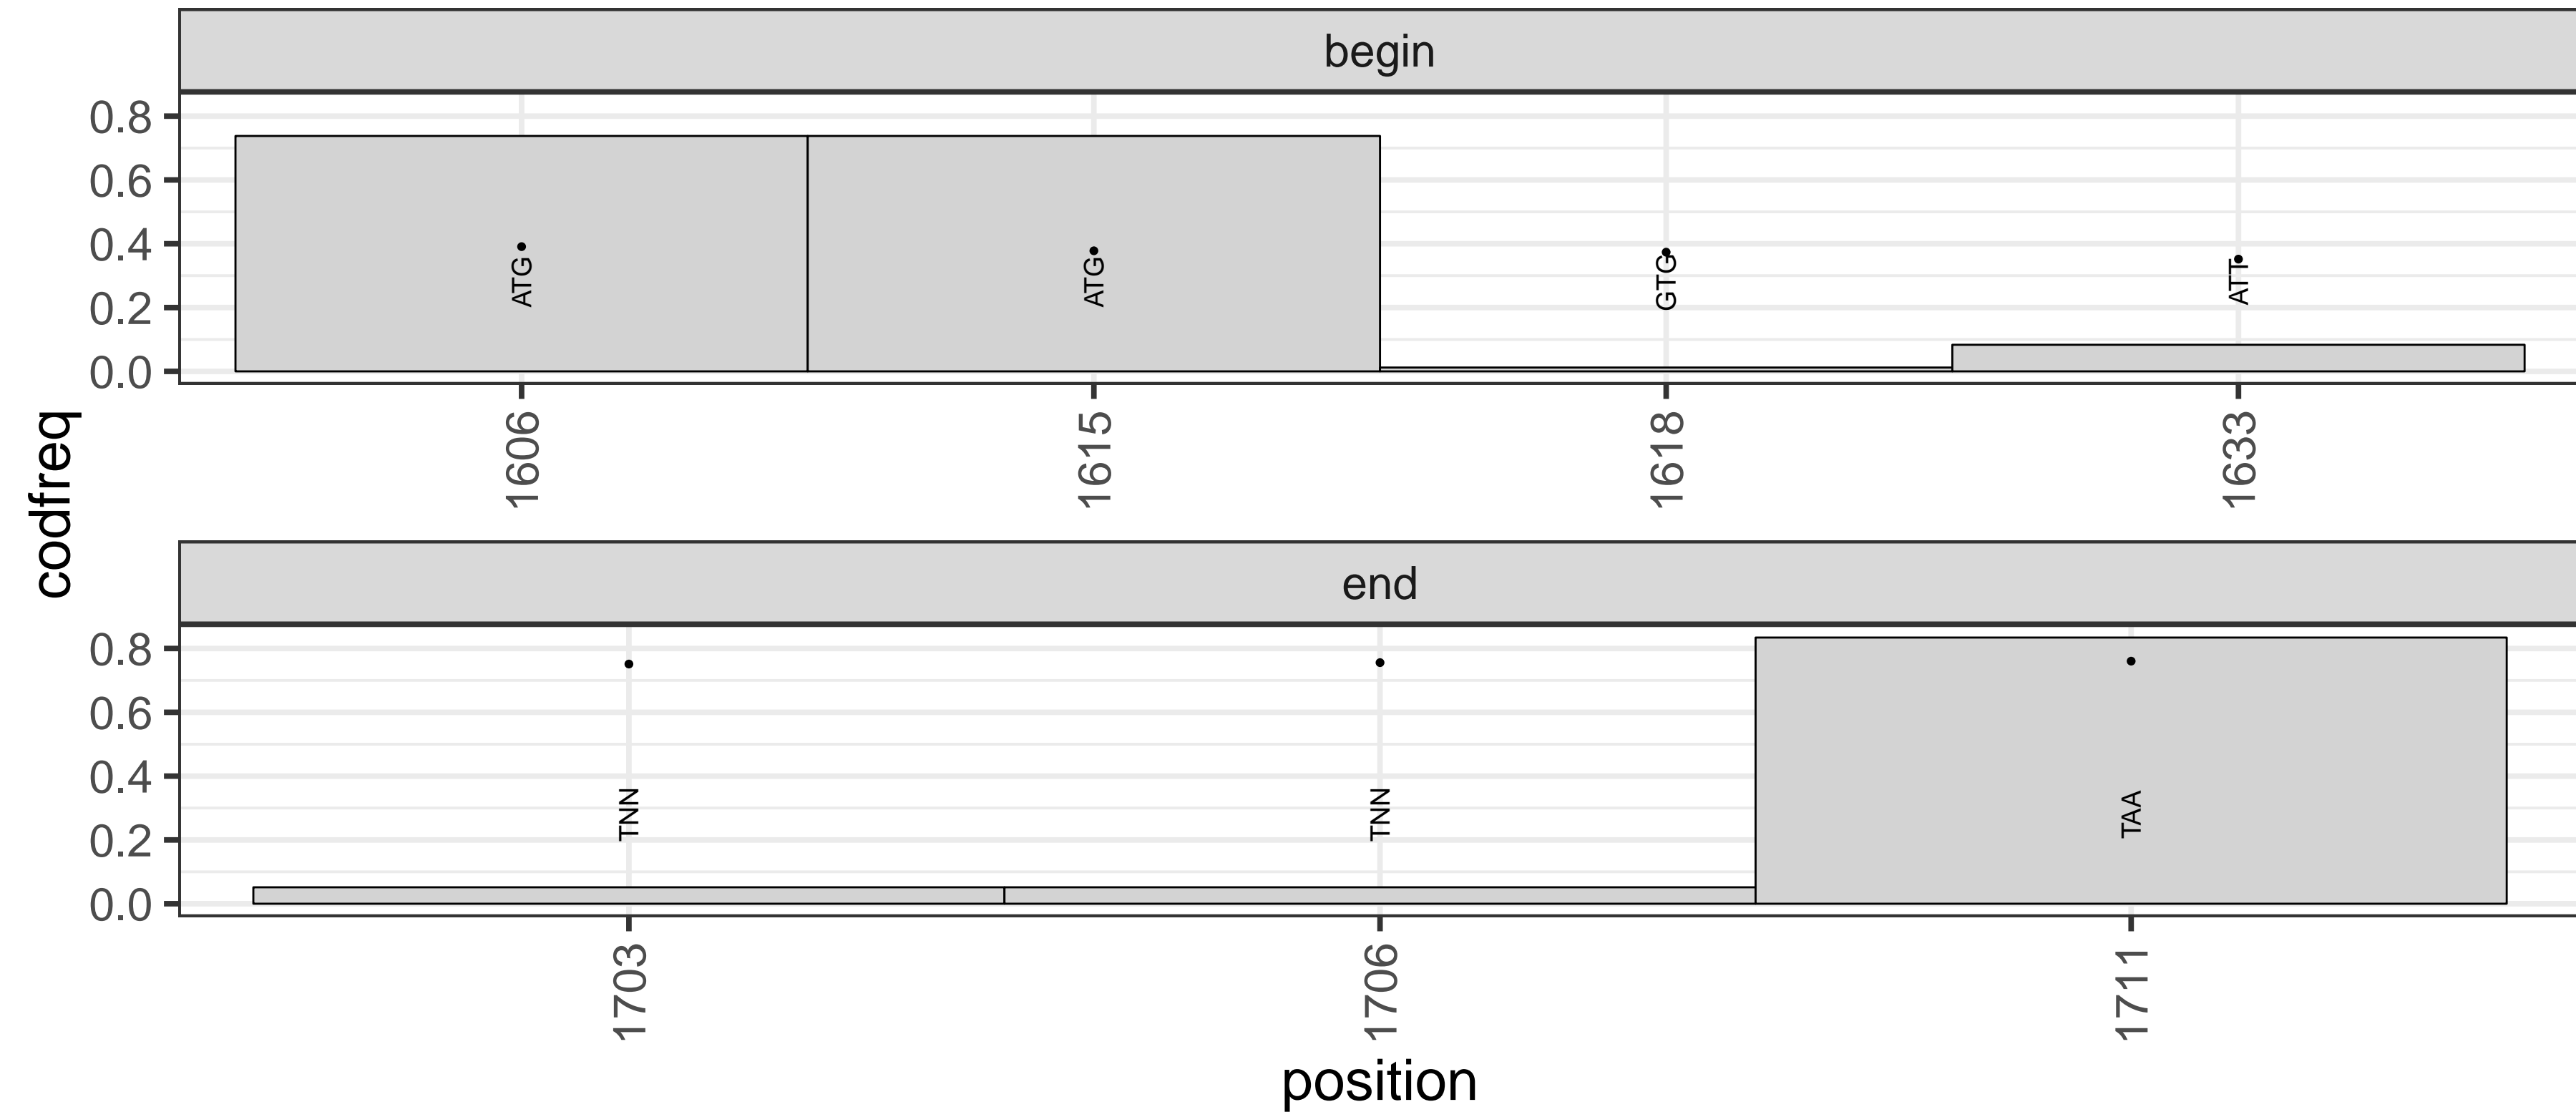 begin
0.8
0.6
0.4
0.2
0.0
ATG
ATG
GTG
ATT
1606
1615
1618
1633
codfreq
end
0.8
0.6
0.4
0.2
0.0
TNN
TNN
TAA
1703
1706
1711
position